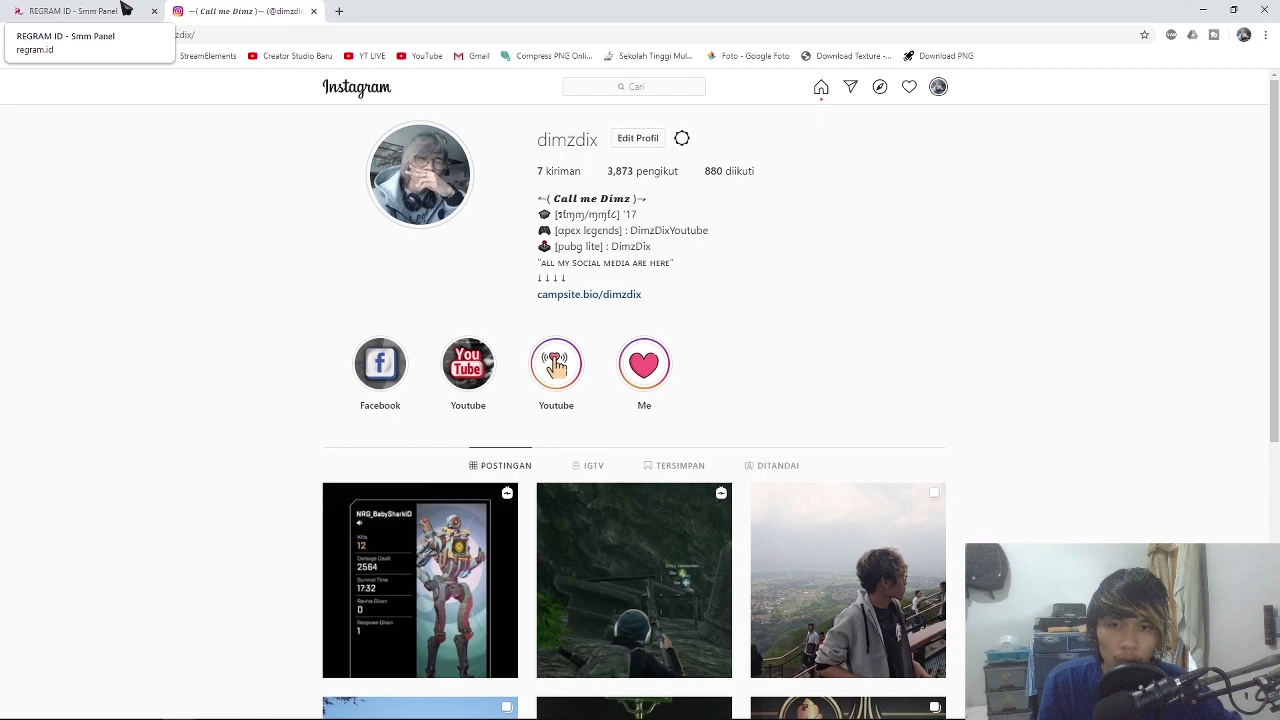 REGRAM ID - Smm Panel
⇽( Call me Dimz )⇾ (@dimzdix
REGRAM ID - Smm Panel
regram.id
zdix/
StreamElements
Creator Studio Baru
YT LIVE
YouTube
Gmail
Compress PNG Onl...
Sekolah Tinggi Mul...
Foto - Google Foto
Download Texture -...
Download PNG
Instagram
Cari
dimzdix
Edit Profil
7 kiriman
3,873 pengikut
880 diikuti
⇽( Call me Dimz )⇾
'17
[αpεx lεgεnds] : DimzDixYoutube
[pubg lite] : DimzDix
"ALL MY SOCIAL MEDIA ARE HERE"
↓ ↓ ↓ ↓
campsite.bio/dimzdix
You
Tube
Facebook
Youtube
Youtube
Me
POSTINGAN
IGTV
TERSIMPAN
DITANDAI
NRG_BabySharkID
Kills
12
Damage Dealt
2564
Survival Time
17:32
Revive Given
0
Respawn Given
1